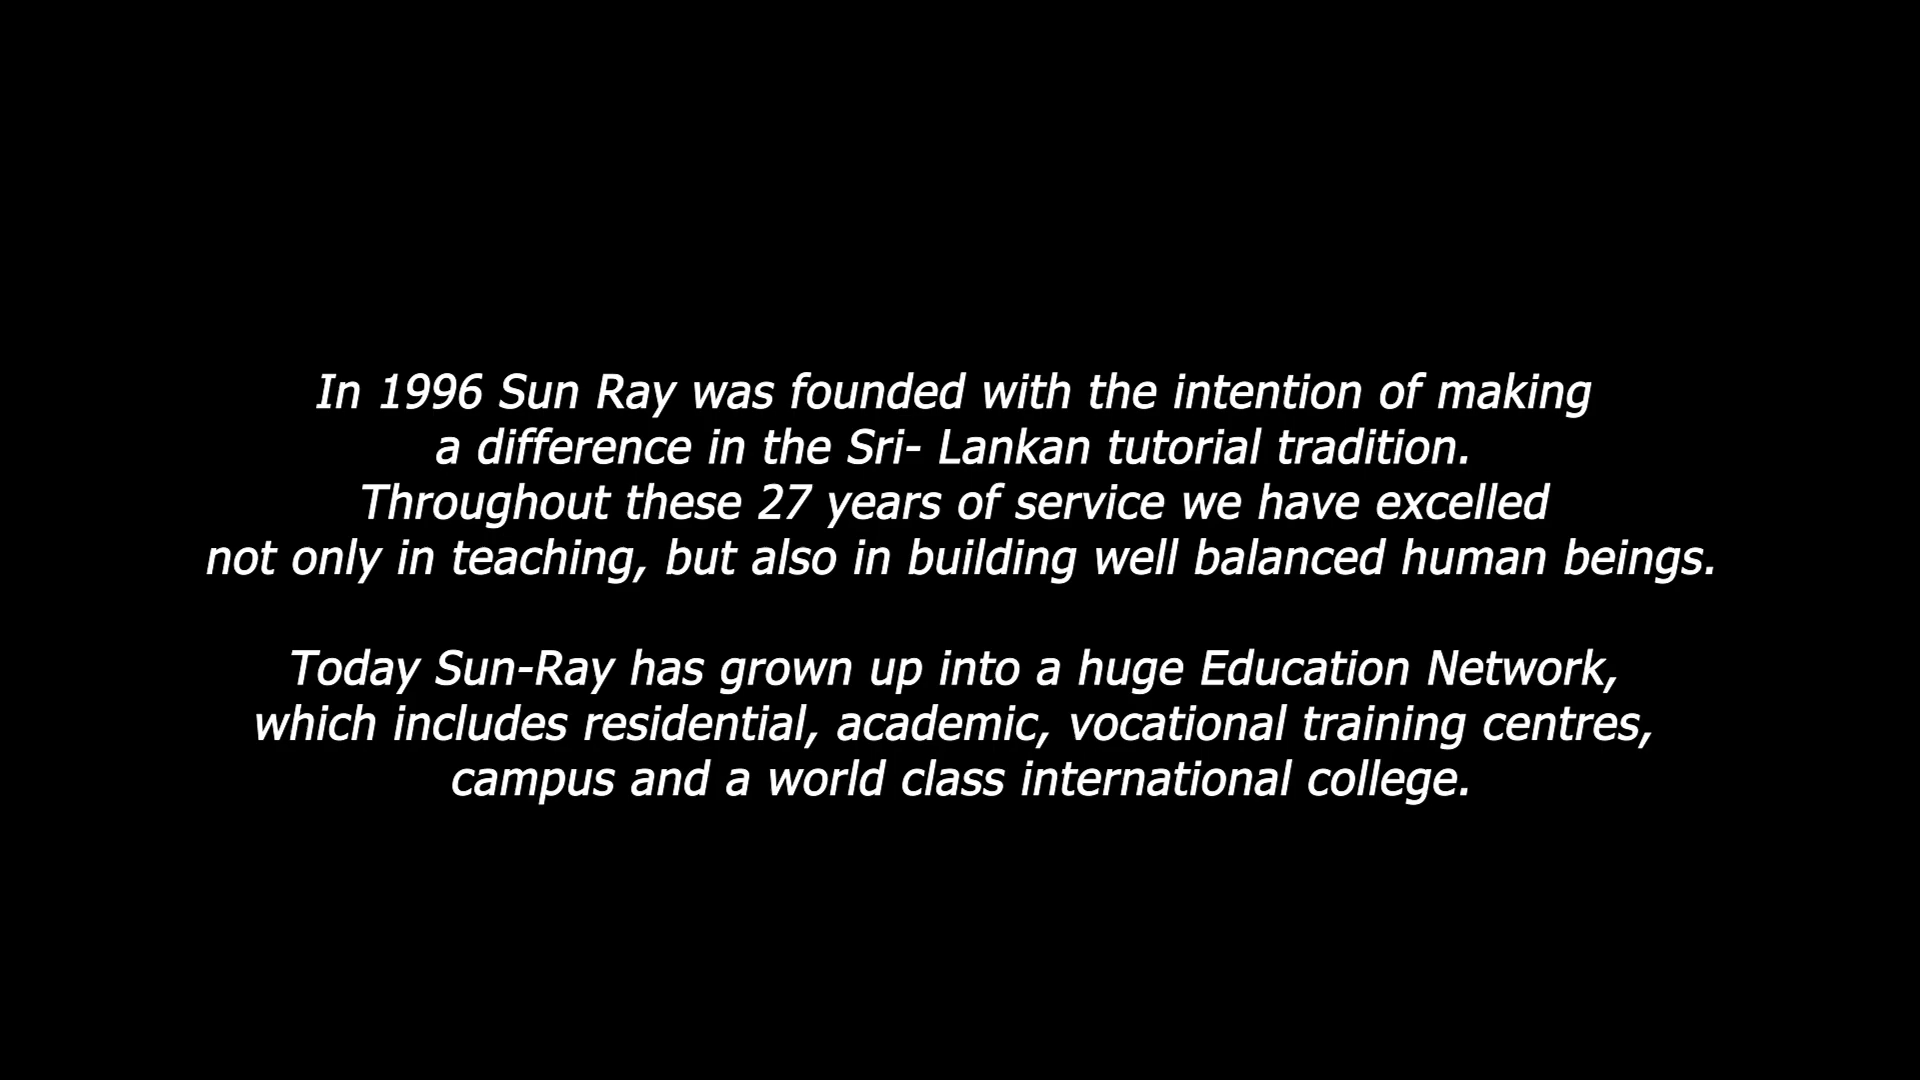 In 1996 Sun Ray was founded with the intention of making
a difference in the Sri- Lankan tutorial tradition.
Throughout these 27 years of service we have excelled
not only in teaching, but also in building well balanced human beings.
Today Sun-Ray has grown up into a huge Education Network,
which includes residential, academic, vocational training centres,
campus and a world class international college.